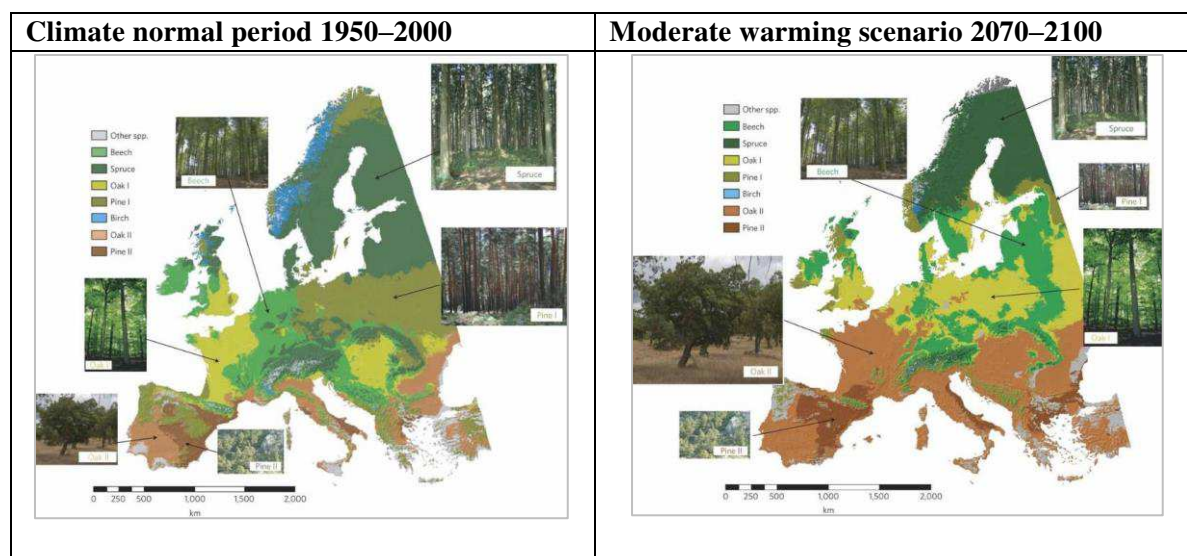 Climate normal period 1950–2000
Moderate warming scenario 2070–2100
Other spp.
Beech
Spruce
Oak I
Pine I
Birch
Oak II
Pine II
Beech
Spruce
Pine I
Oak I
Oak II
Pine II
0 250 500 1,000 1,500 2,000
km
Other spp.
Beech
Spruce
Oak I
Pine I
Birch
Oak II
Pine II
Beech
Spruce
Pine I
Oak I
Oak II
Pine II
0 250 500 1,000 1,500 2,000
km